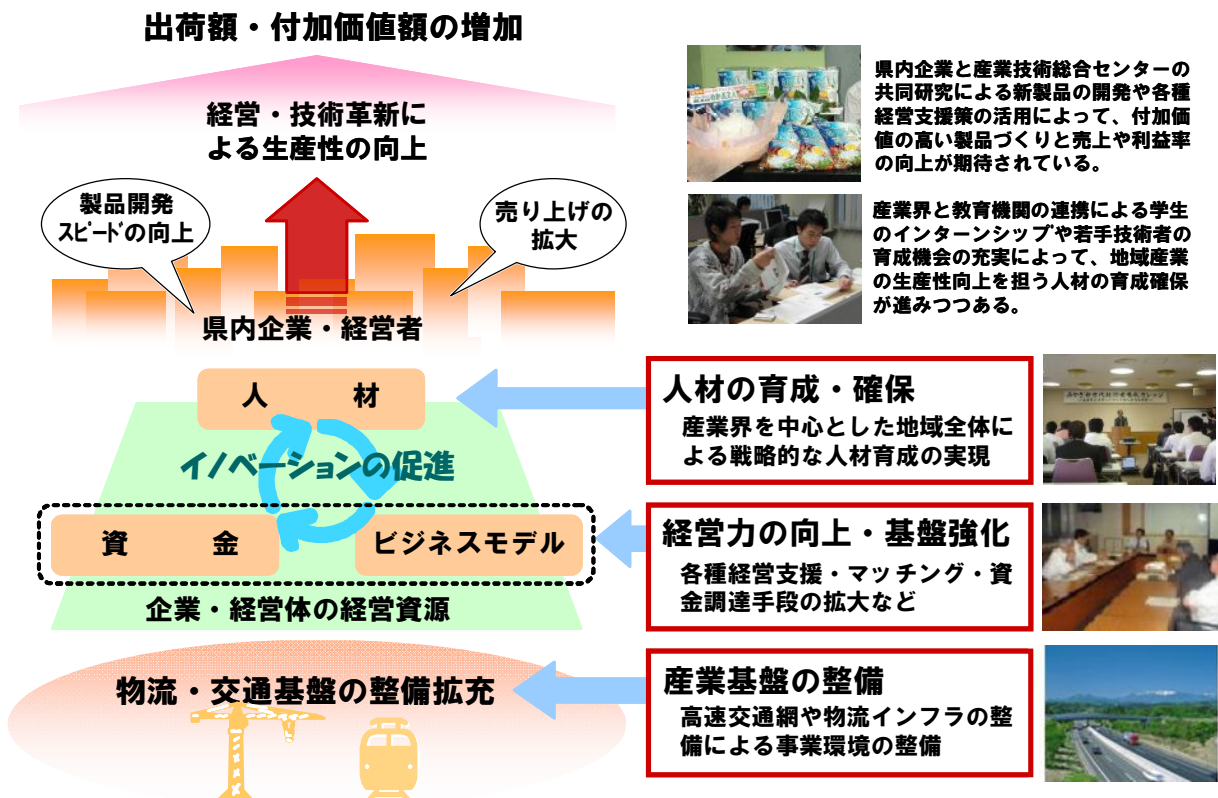 出荷額・付加価値額の増加
経営・技術革新に
よる生産性の向上
製品開発
スピードの向上
売り上げの
拡大
県内企業・経営者
人材
イノベーションの促進
資金
ビジネスモデル
企業・経営体の経営資源
物流・交通基盤の整備拡充
県内企業と産業技術総合センターの
共同研究による新製品の開発や各種
経営支援策の活用によって、付加価
値の高い製品づくりと売上や利益率
の向上が期待されている。
産業界と教育機関の連携による学生
のインターンシップや若手技術者の
育成機会の充実によって、地域産業
の生産性向上を担う人材の育成確保
が進みつつある。
人材の育成・確保
産業界を中心とした地域全体に
よる戦略的な人材育成の実現
経営力の向上・基盤強化
各種経営支援・マッチング・資
金調達手段の拡大など
産業基盤の整備
高速交通網や物流インフラの整
備による事業環境の整備